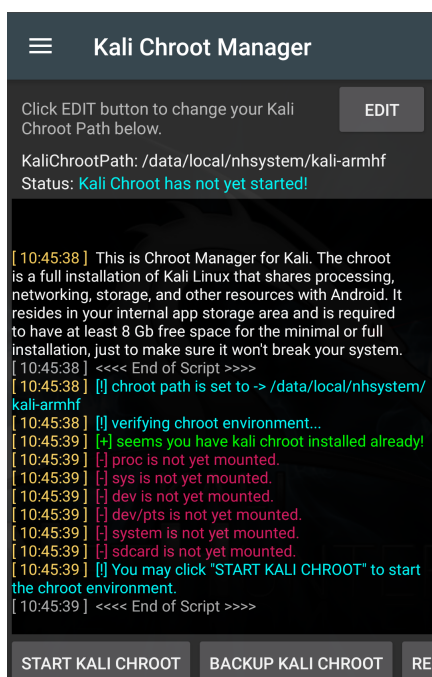 Kali Chroot Manager
Click EDIT button to change your Kali
Chroot Path below.
EDIT
KaliChrootPath: /data/local/nhsystem/kali-armhf
Status: Kali Chroot has not yet started!
[ 10:45:38 ] This is Chroot Manager for Kali. The chroot
is a full installation of Kali Linux that shares processing,
networking, storage, and other resources with Android. It
resides in your internal app storage area and is required
to have at least 8 Gb free space for the minimal or full
installation, just to make sure it won't break your system.
[ 10:45:38 ] <<<< End of Script >>>>
[ 10:45:38 ] [!] chroot path is set to -> /data/local/nhsystem/
kali-armhf
[ 10:45:38 ] [!] verifying chroot environment...
[ 10:45:39 ] [+] seems you have kali chroot installed already!
[ 10:45:39 ] [-] proc is not yet mounted.
[ 10:45:39 ] [-] sys is not yet mounted.
[ 10:45:39 ] [-] dev is not yet mounted.
[ 10:45:39 ] [-] dev/pts is not yet mounted.
[ 10:45:39 ] [-] system is not yet mounted.
[ 10:45:39 ] [-] sdcard is not yet mounted.
[ 10:45:39 ] [!] You may click "START KALI CHROOT" to start
the chroot environment.
[ 10:45:39 ] <<<< End of Script >>>>
START KALI CHROOT
BACKUP KALI CHROOT
RE